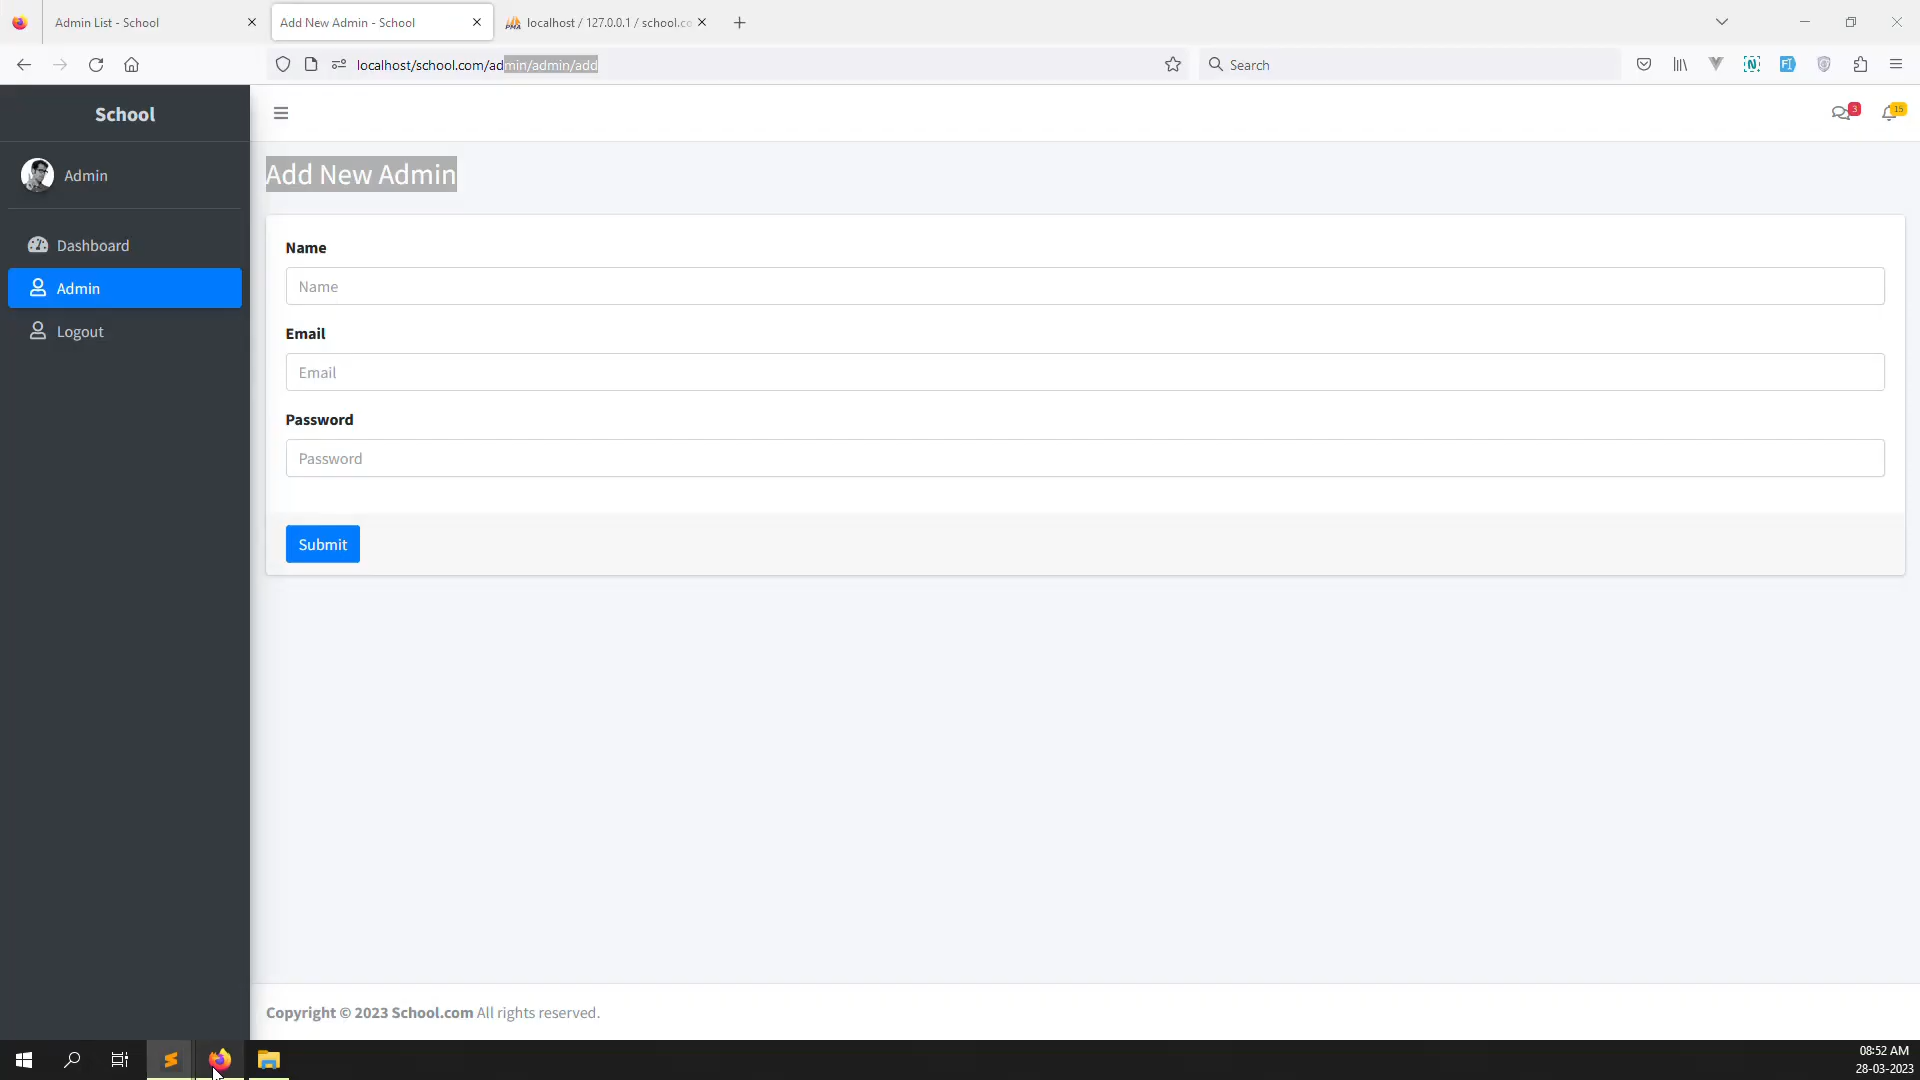 Admin List - School
Add New Admin - School
localhost / 127.0.0.1 / school.co
localhost/school.com/admin/admin/add
Search
School
3
15
Admin
Add New Admin
Dashboard
Admin
Logout
Name
Name
Email
Email
Password
Password
Submit
Copyright © 2023 School.com All rights reserved.
08:52 AM
28-03-2023